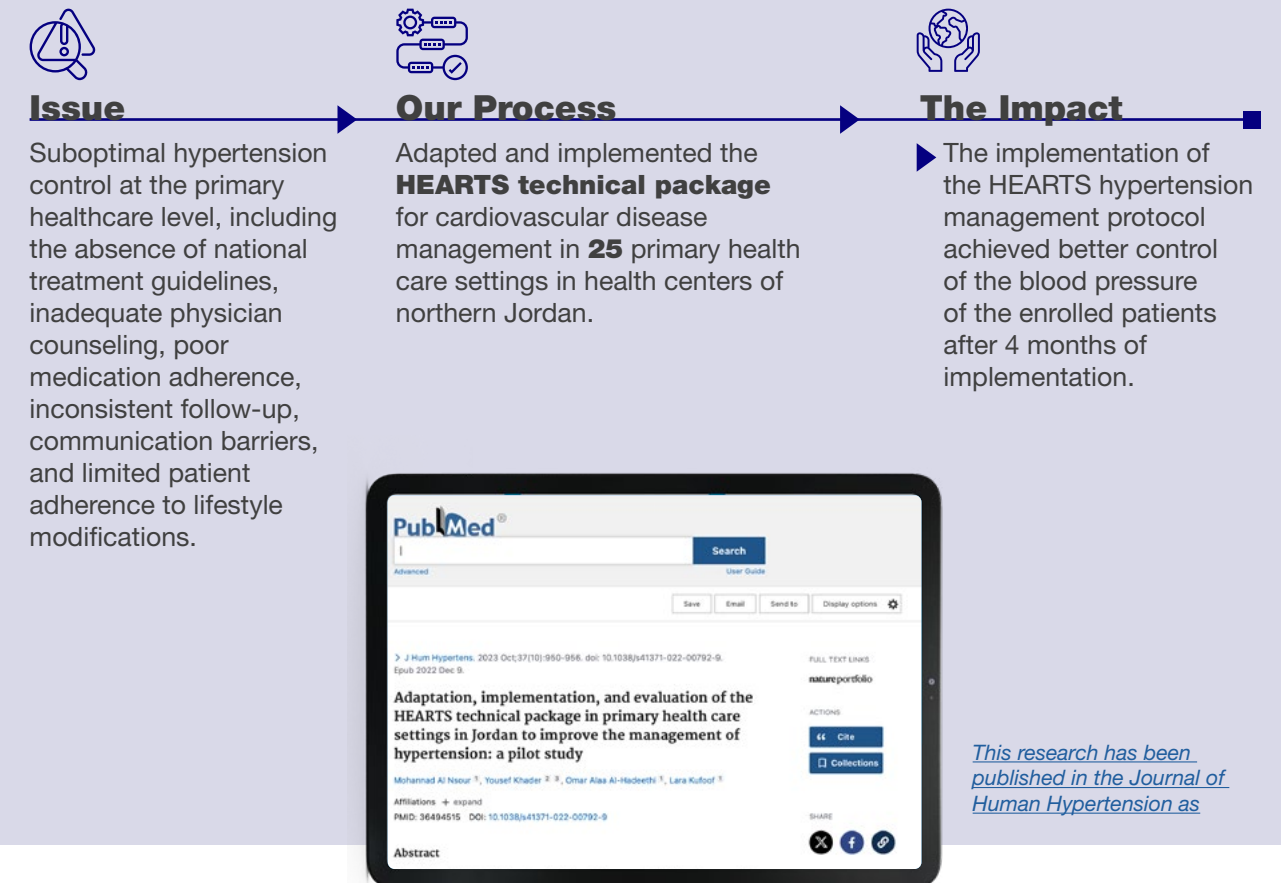 Issue
Suboptimal hypertension
control at the primary
healthcare level, including
the absence of national
treatment guidelines,
inadequate physician
counseling, poor
medication adherence,
inconsistent follow-up,
communication barriers,
and limited patient
adherence to lifestyle
modifications.
Our Process
Adapted and implemented the
HEARTS technical package
for cardiovascular disease
management in 25 primary health
care settings in health centers of
northern Jordan.
The Impact
The implementation of
the HEARTS hypertension
management protocol
achieved better control
of the blood pressure
of the enrolled patients
after 4 months of
implementation.
PubMed®
Search
Advanced
User Guide
Save Email Send to Display options
> J Hum Hypertens. 2023 Oct;37(10):950-956. doi: 10.1038/s41371-022-00792-9.
Epub 2022 Dec 9.
Adaptation, implementation, and evaluation of the
HEARTS technical package in primary health care
settings in Jordan to improve the management of
hypertension: a pilot study
Mohannad Al Nsour 1, Yousef Khader 2 3, Omar Alaa Al-Hadeethi 1, Lara Kufoof 1
Affiliations + expand
PMID: 36494515 DOI: 10.1038/s41371-022-00792-9
Abstract
FULL TEXT LINKS
nature portfolio
ACTIONS
Cite
Collections
SHARE
This research has been
published in the Journal of
Human Hypertension as